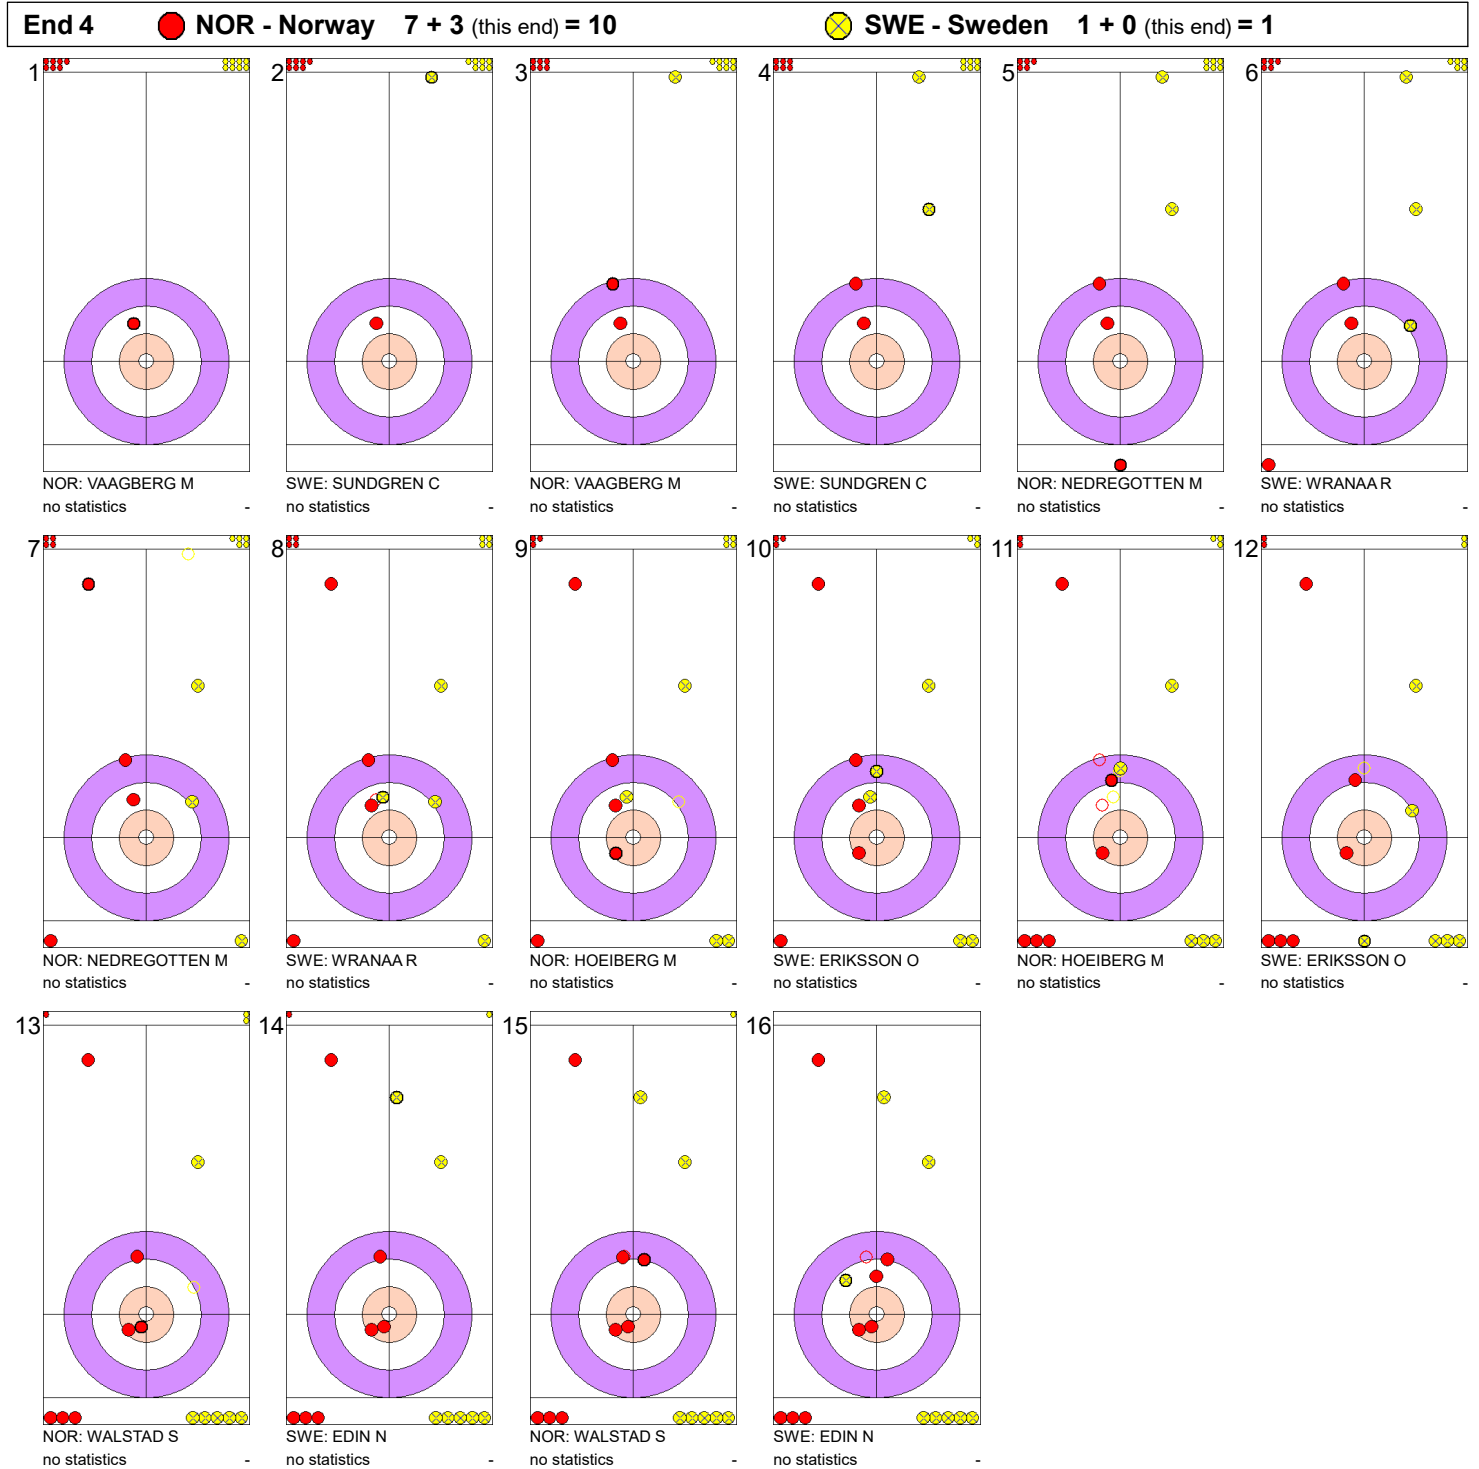 End 4 NOR - Norway 7 + 3 (this end) = 10 SWE - Sweden 1 + 0 (this end) = 1
1 2 3 4 5 6
NOR: VAAGBERG M SWE: SUNDGREN C NOR: VAAGBERG M SWE: SUNDGREN C NOR: NEDREGOTTEN M SWE: WRANAA R
no statistics - no statistics - no statistics - no statistics - no statistics - no statistics -
7 8 9 10 11 12
NOR: NEDREGOTTEN M SWE: WRANAA R NOR: HOEIBERG M SWE: ERIKSSON O NOR: HOEIBERG M SWE: ERIKSSON O
no statistics - no statistics - no statistics - no statistics - no statistics - no statistics -
13 14 15 16
NOR: WALSTAD S SWE: EDIN N NOR: WALSTAD S SWE: EDIN N
no statistics - no statistics - no statistics - no statistics -